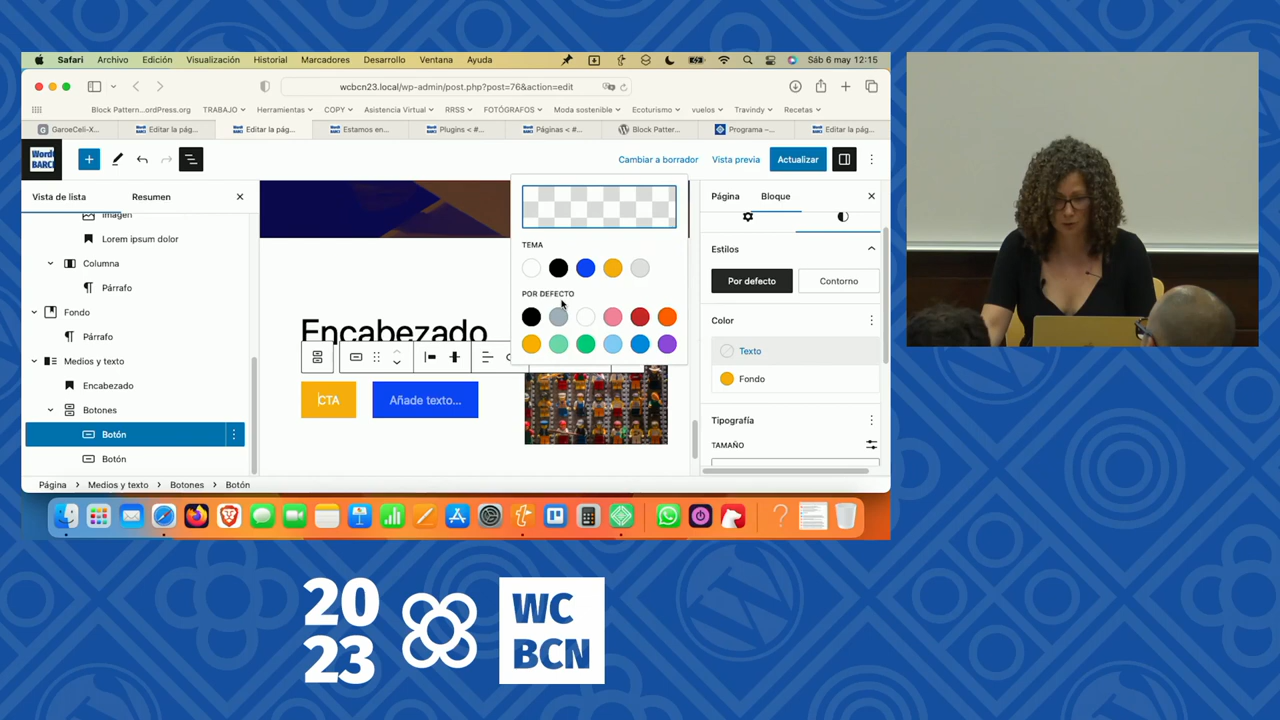 Safari Archivo Edición Visualización Historial Marcadores Desarrollo Ventana Ayuda Sáb 6 may 12:15
wcbcn23.local/wp-admin/post.php?post=76&action=edit
Block Pattern...ordPress.org TRABAJO Herramientas COPY Asistencia Virtual RRSS FOTÓGRAFOS Moda sostenible Ecoturismo vuelos Travindy Recetas
GaroeCeil-X... Editar la pág... Editar la pág... Estamos en... Plugins < #... Páginas < #... Block Patter... Programa –... Editar la pág...
Word
BARC
Cambiar a borrador Vista previa Actualizar
Vista de lista Resumen
Página Bloque
Imagen
Lorem ipsum dolor
Columna
Párrafo
Fondo
Párrafo
Medios y texto
Encabezado
Botones
Botón
Botón
Encabezado
CTA
Añade texto...
TEMA
POR DEFECTO
Estilos
Por defecto Contorno
Color
Texto
Fondo
Tipografía
TAMAÑO
Página > Medios y texto > Botones > Botón
20
23
WC
BCN